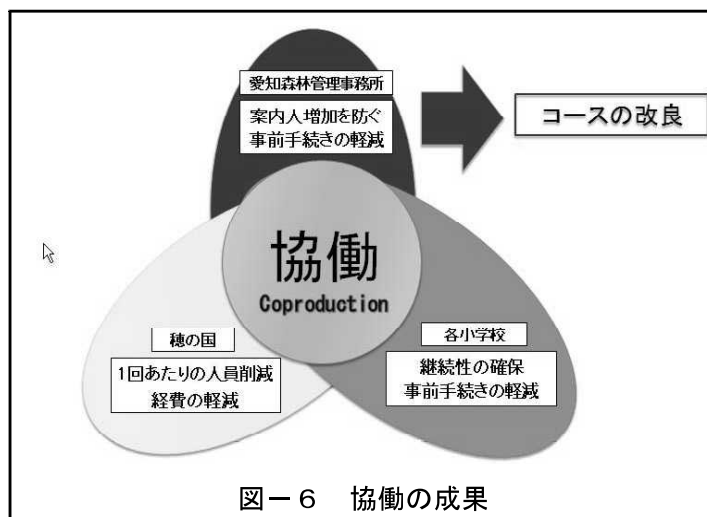 愛知森林管理事務所
案内人増加を防ぐ
事前手続きの軽減
コースの改良
協働
Coproduction
穂の国
1回あたりの人員削減
経費の軽減
各小学校
継続性の確保
事前手続きの軽減
図－6 協働の成果